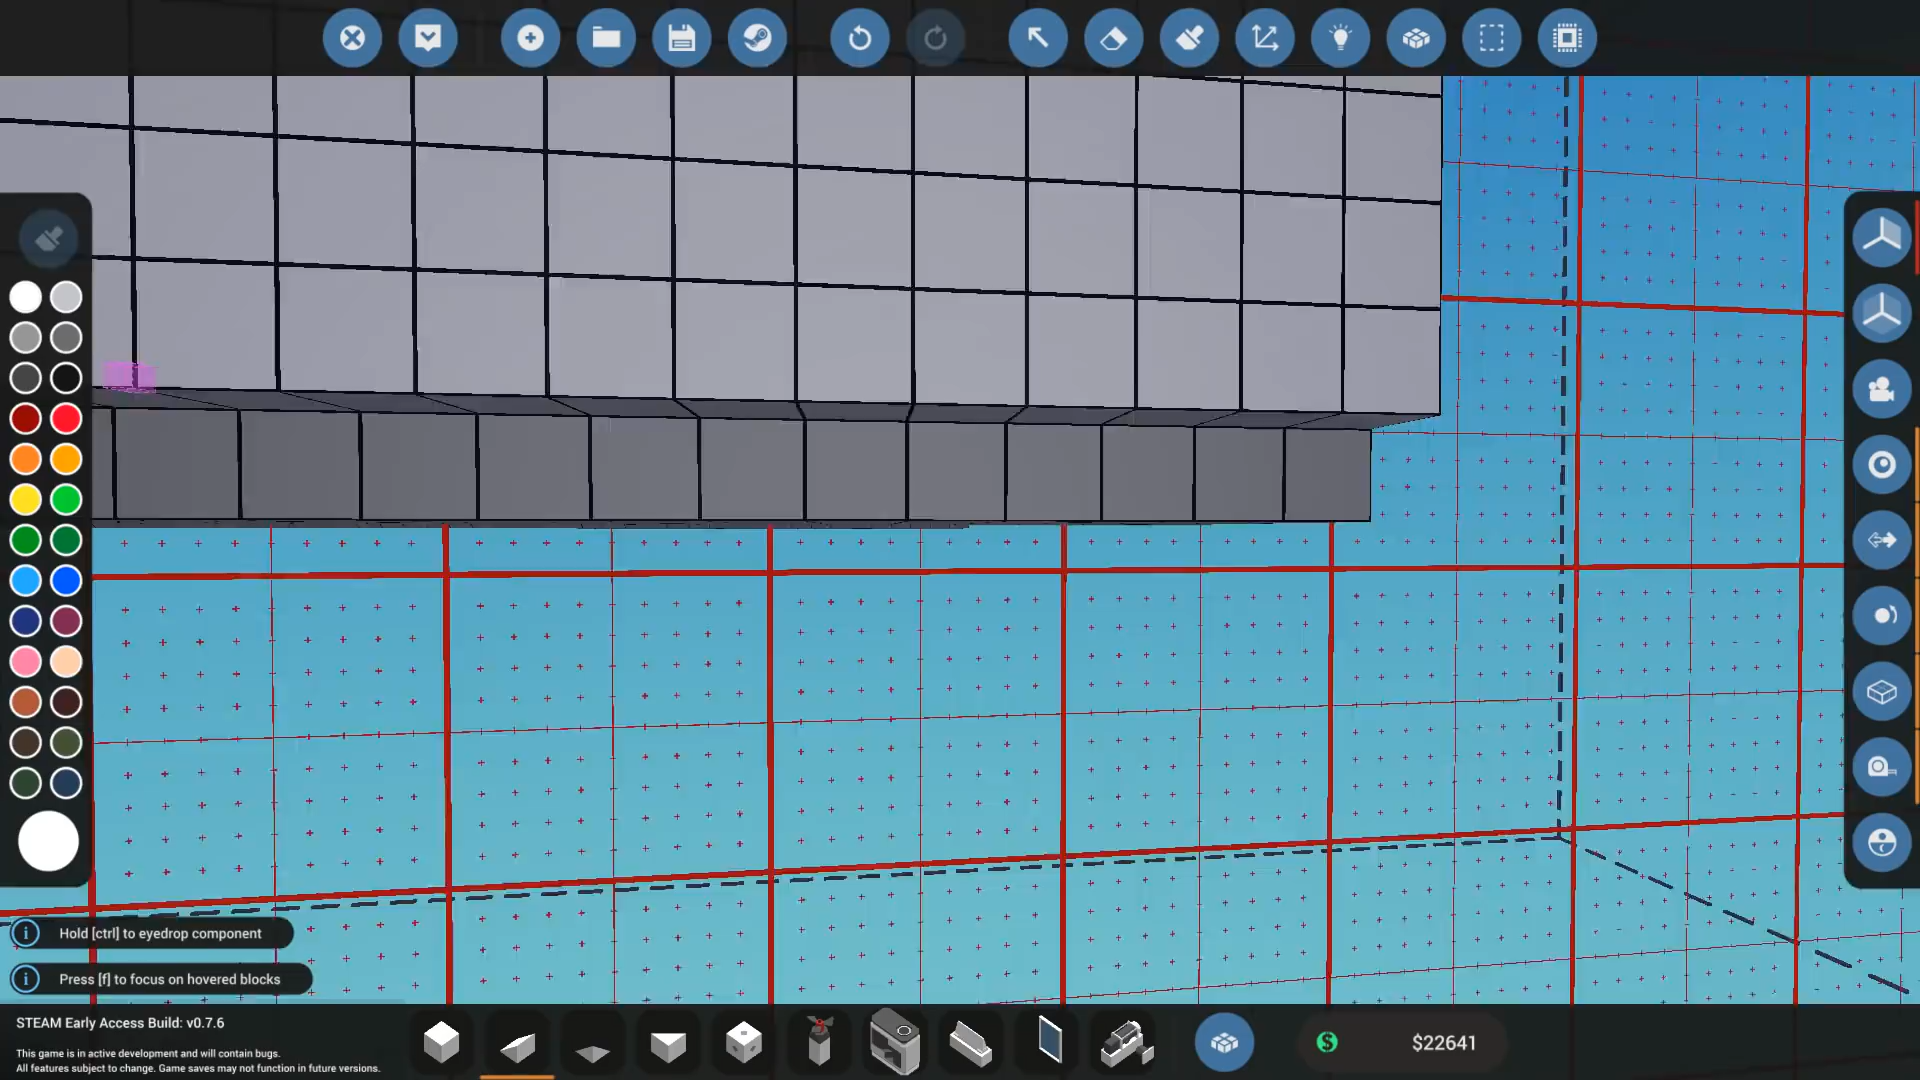 Hold [ctrl] to eyedrop component
Press [f] to focus on hovered blocks
STEAM Early Access Build: v0.7.6
This game is in active development and will contain bugs.
All features subject to change. Game saves may not function in future versions.
$22641